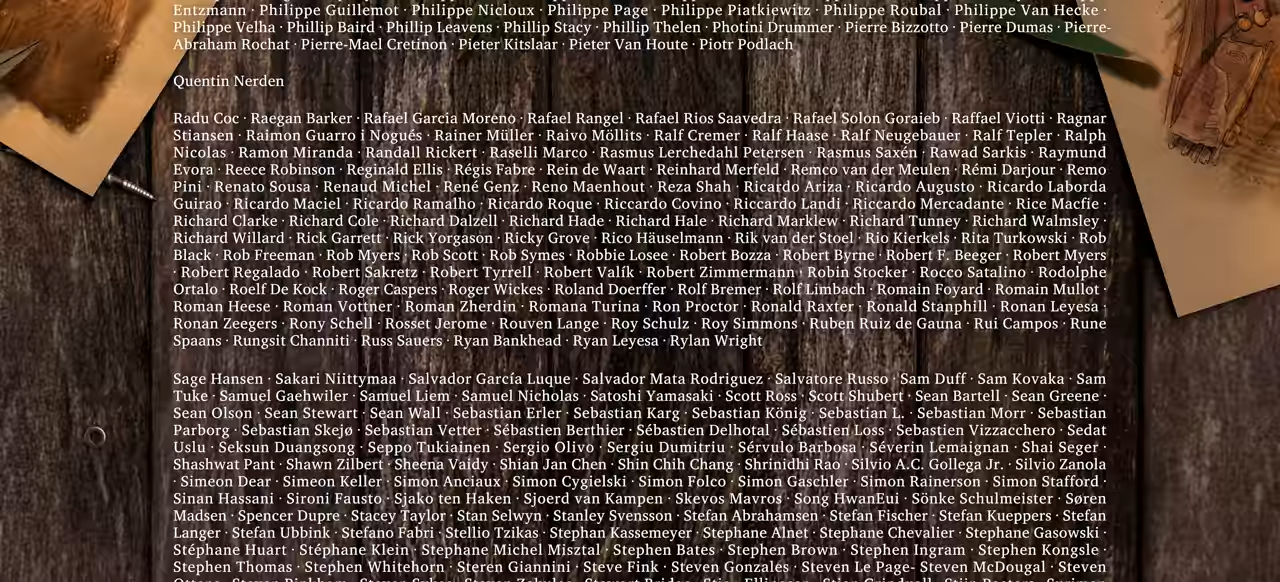 Entzmann · Philippe Guillemot · Philippe Nicloux · Philippe Page · Philippe Piatkiewitz · Philippe Roubal · Philippe Van Hecke ·
Philippe Velha · Phillip Baird · Phillip Leavens · Phillip Stacy · Phillip Thelen · Photini Drummer · Pierre Bizzotto · Pierre Dumas · Pierre-
Abraham Rochat · Pierre-Mael Cretinon · Pieter Kitslaar · Pieter Van Houte · Piotr Podlach
Quentin Nerden
Radu Coc · Raegan Barker · Rafael Garcia Moreno · Rafael Rangel · Rafael Rios Saavedra · Rafael Solon Goraieb · Raffael Viotti · Ragnar
Stiansen · Raimon Guarro i Nogués · Rainer Müller · Raivo Möllits · Ralf Cremer · Ralf Haase · Ralf Neugebauer · Ralf Tepler · Ralph
Nicolas · Ramon Miranda · Randall Rickert · Raselli Marco · Rasmus Lerchedahl Petersen · Rasmus Saxén · Rawad Sarkis · Raymund
Evora · Reece Robinson · Reginald Ellis · Régis Fabre · Rein de Waart · Reinhard Merfeld · Remco van der Meulen · Rémi Darjour · Remo
Pini · Renato Sousa · Renaud Michel · René Genz · Reno Maenhout · Reza Shah · Ricardo Ariza · Ricardo Augusto · Ricardo Laborda
Guirao · Ricardo Maciel · Ricardo Ramalho · Ricardo Roque · Riccardo Covino · Riccardo Landi · Riccardo Mercadante · Rice Macfie ·
Richard Clarke · Richard Cole · Richard Dalzell · Richard Hade · Richard Hale · Richard Marklew · Richard Tunney · Richard Walmsley ·
Richard Willard · Rick Garrett · Rick Yorgason · Ricky Grove · Rico Häuselmann · Rik van der Stoel · Rio Kierkels · Rita Turkowski · Rob
Black · Rob Freeman · Rob Myers · Rob Scott · Rob Symes · Robbie Losee · Robert Bozza · Robert Byrne · Robert F. Beeger · Robert Myers
· Robert Regalado · Robert Sakretz · Robert Tyrrell · Robert Valík · Robert Zimmermann · Robin Stocker · Rocco Satalino · Rodolphe
Ortalo · Roelf De Kock · Roger Caspers · Roger Wickes · Roland Doerffer · Rolf Bremer · Rolf Limbach · Romain Foyard · Romain Mullot ·
Roman Heese · Roman Vottner · Roman Zherdin · Romana Turina · Ron Proctor · Ronald Raxter · Ronald Stanphill · Ronan Leyesa ·
Ronan Zeegers · Rony Schell · Rosset Jerome · Rouven Lange · Roy Schulz · Roy Simmons · Ruben Ruiz de Gauna · Rui Campos · Rune
Spaans · Rungsit Channiti · Russ Sauers · Ryan Bankhead · Ryan Leyesa · Rylan Wright
Sage Hansen · Sakari Niittymaa · Salvador García Luque · Salvador Mata Rodriguez · Salvatore Russo · Sam Duff · Sam Kovaka · Sam
Tuke · Samuel Gaehwiler · Samuel Liem · Samuel Nicholas · Satoshi Yamasaki · Scott Ross · Scott Shubert · Sean Bartell · Sean Greene ·
Sean Olson · Sean Stewart · Sean Wall · Sebastian Erler · Sebastian Karg · Sebastian König · Sebastian L. · Sebastian Morr · Sebastian
Parborg · Sebastian Skejø · Sebastian Vetter · Sébastien Berthier · Sébastien Delhotal · Sébastien Loss · Sebastien Vizzacchero · Sedat
Uslu · Seksun Duangsong · Seppo Tukiainen · Sergio Olivo · Sergiu Dumitriu · Sérvulo Barbosa · Séverin Lemaignan · Shai Seger ·
Shashwat Pant · Shawn Zilbert · Sheena Vaidy · Shian Jan Chen · Shin Chih Chang · Shrinidhi Rao · Silvio A.C. Gollega Jr. · Silvio Zanola
· Simeon Dear · Simeon Keller · Simon Anciaux · Simon Cygielski · Simon Folco · Simon Gaschler · Simon Rainerson · Simon Stafford ·
Sinan Hassani · Sironi Fausto · Sjako ten Haken · Sjoerd van Kampen · Skevos Mavros · Song HwanEui · Sönke Schulmeister · Søren
Madsen · Spencer Dupre · Stacey Taylor · Stan Selwyn · Stanley Svensson · Stefan Abrahamsen · Stefan Fischer · Stefan Kueppers · Stefan
Langer · Stefan Ubbink · Stefano Fabri · Stellio Tzikas · Stephan Kassemeyer · Stephane Alnet · Stephane Chevalier · Stephane Gasowski ·
Stéphane Huart · Stéphane Klein · Stephane Michel Misztal · Stephen Bates · Stephen Brown · Stephen Ingram · Stephen Kongsle ·
Stephen Thomas · Stephen Whitehorn · Steren Giannini · Steve Fink · Steven Gonzales · Steven Le Page· Steven McDougal · Steven